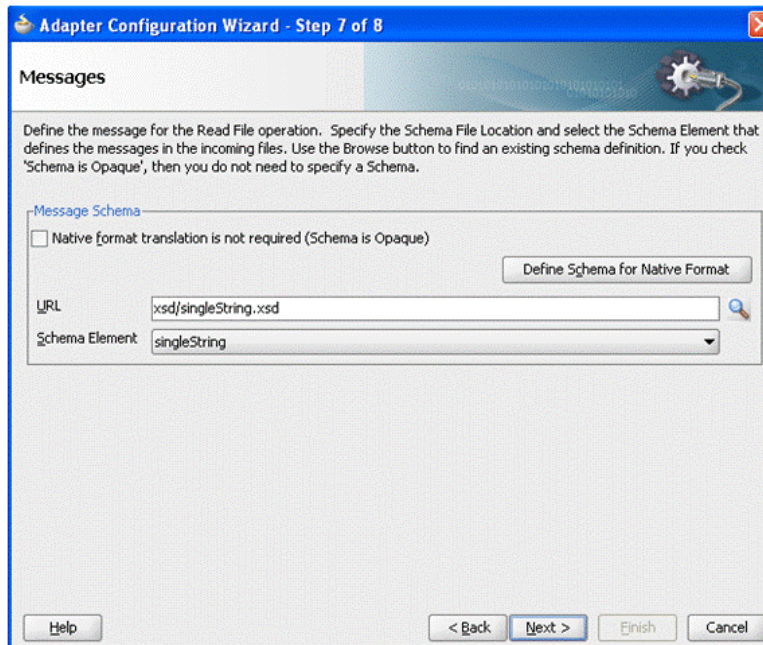 Adapter Configuration Wizard - Step 7 of 8
Messages
Define the message for the Read File operation. Specify the Schema File Location and select the Schema Element that
defines the messages in the incoming files. Use the Browse button to find an existing schema definition. If you check
'Schema is Opaque', then you do not need to specify a Schema.
Message Schema
Native format translation is not required (Schema is Opaque)
Define Schema for Native Format
URL
xsd/singleString.xsd
Schema Element
singleString
Help
< Back
Next >
Finish
Cancel